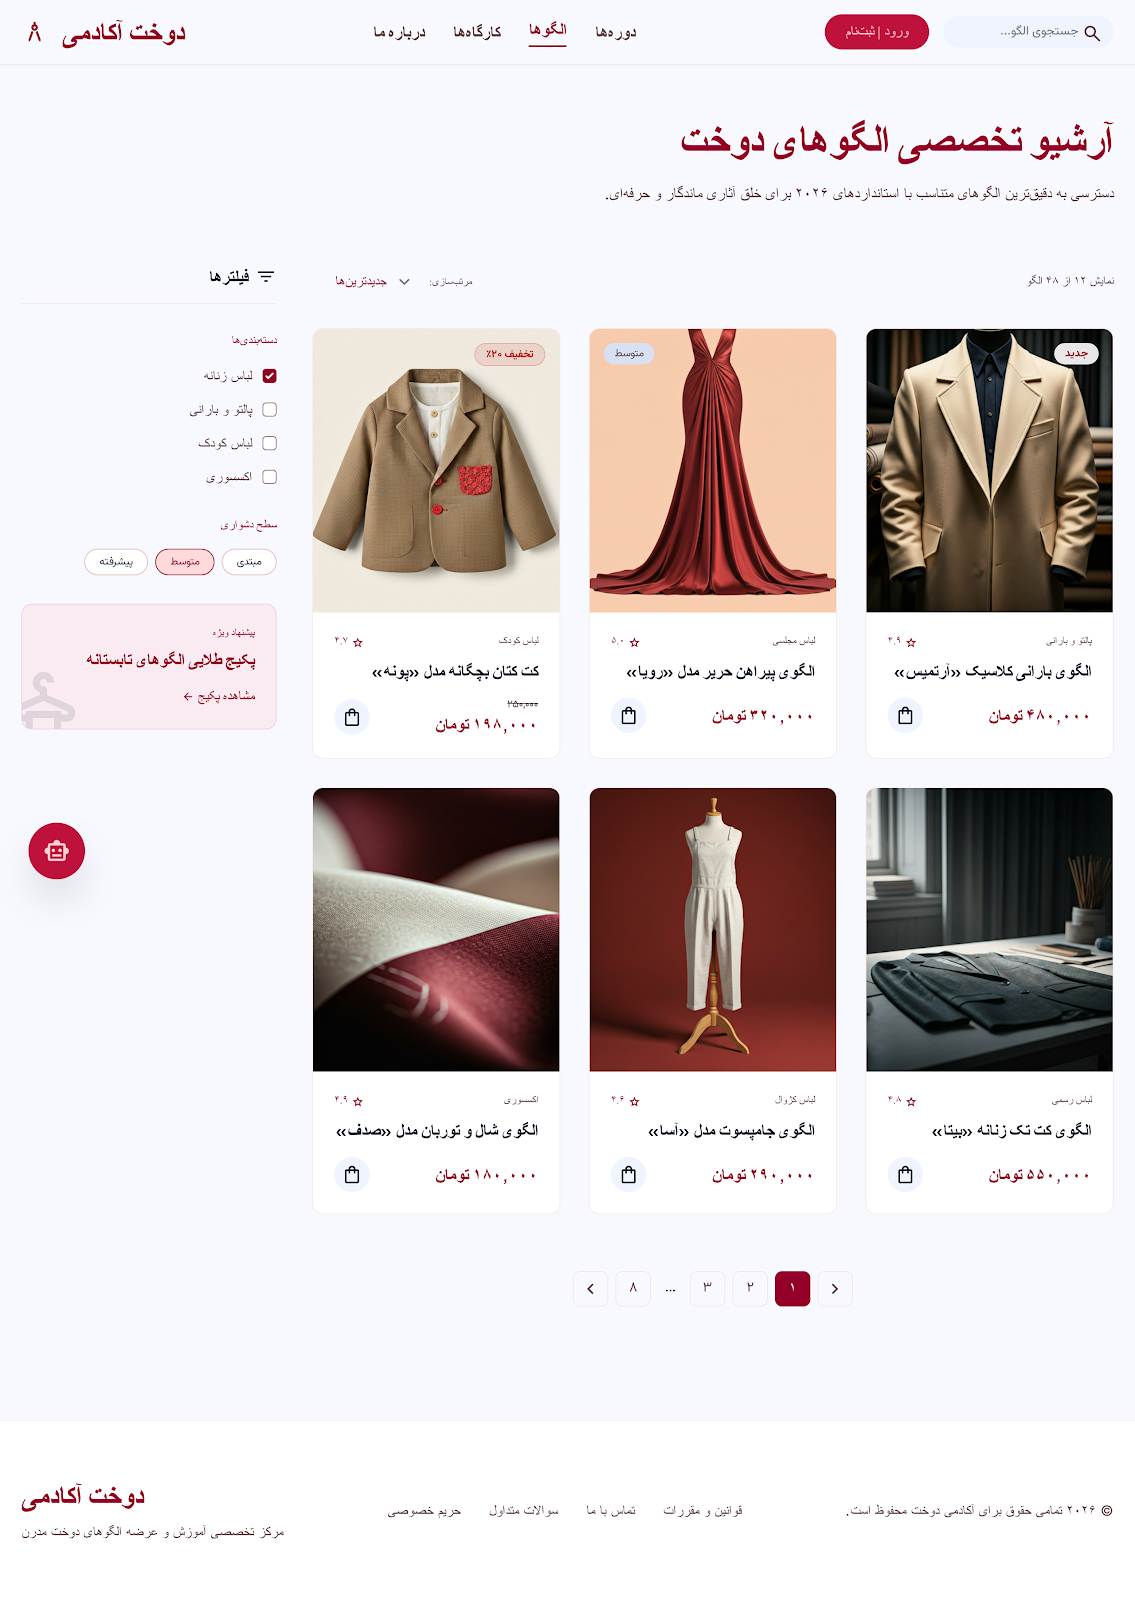 دوخت آکادمی
دوره‌ها
الگوها
کارگاه‌ها
درباره ما
ورود | ثبت‌نام
جستجوی الگو...
آرشیو تخصصی الگوهای دوخت
دسترسی به دقیق‌ترین الگوهای متناسب با استانداردهای ۲۰۲۶ برای خلق آثاری ماندگار و حرفه‌ای.
نمایش ۱۲ از ۴۸ الگو
مرتب‌سازی:
جدیدترین‌ها
فیلترها
دسته‌بندی‌ها
لباس زنانه
پالتو و بارانی
لباس کودک
اکسسوری
سطح دشواری
مبتدی
متوسط
پیشرفته
پیشنهاد ویژه
پکیج طلایی الگوهای تابستانه
مشاهده پکیج ←
جدید
پالتو و بارانی
۴.۹
الگوی بارانی کلاسیک «آرتمیس»
۴۸۰,۰۰۰ تومان
متوسط
لباس مجلسی
۵.۰
الگوی پیراهن حریر مدل «رویا»
۳۲۰,۰۰۰ تومان
تخفیف ۲۰٪
لباس کودک
۴.۷
کت کتان بچگانه مدل «پونه»
۲۵۰,۰۰۰
۱۹۸,۰۰۰ تومان
لباس رسمی
۴.۸
الگوی کت تک زنانه «بیتا»
۵۵۰,۰۰۰ تومان
لباس کژوال
۴.۶
الگوی جامپسوت مدل «آسا»
۲۹۰,۰۰۰ تومان
اکسسوری
۴.۹
الگوی شال و توربان مدل «صدف»
۱۸۰,۰۰۰ تومان
۱ ۲ ۳ ... ۸
دوخت آکادمی
مرکز تخصصی آموزش و عرضه الگوهای دوخت مدرن
قوانین و مقررات
تماس با ما
سوالات متداول
حریم خصوصی
© ۲۰۲۶ تمامی حقوق برای آکادمی دوخت محفوظ است.